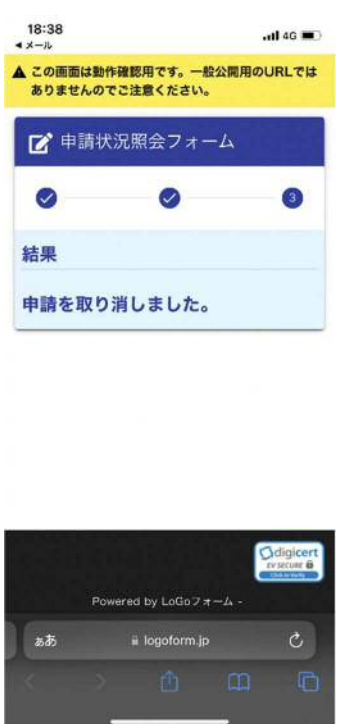 18:38
◀ メール
4G
この画面は動作確認用です。一般公開用のURLでは
ありませんのでご注意ください。
申請状況照会フォーム
3
結果
申請を取り消しました。
digicert
EV SECURE
Click to Verify
Powered by LoGoフォーム -
ぁあ
logoform.jp